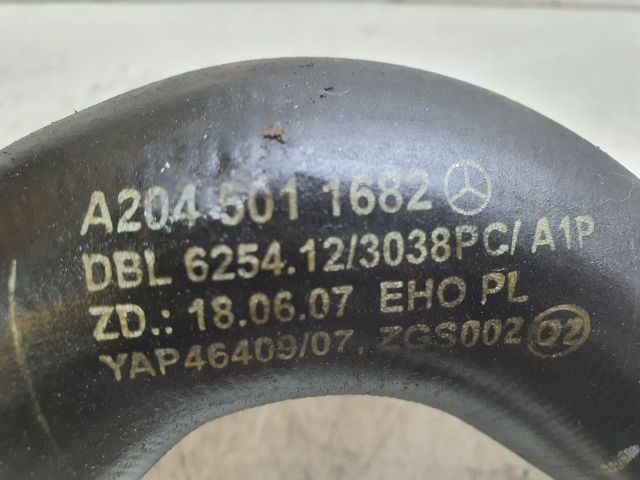 A204 501 1682
DBL 6254.12/3038PC/A1P
ZD.: 18.06.07 EHO PL
YAP46409/07, ZGS002 02